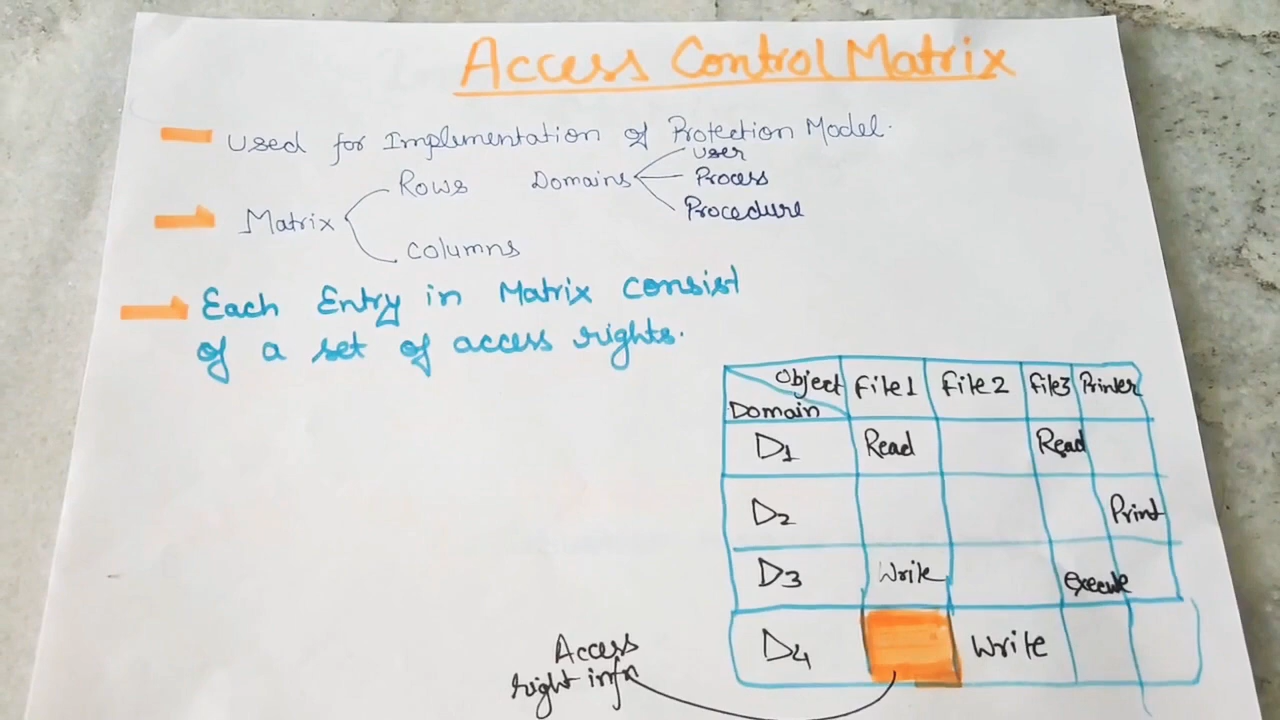 Access Control Matrix
Used for Implementation of Protection Model.
Matrix
Rows
Columns
Domains
User
Process
Procedure
Each Entry in Matrix consist
of a set of access rights.
Object File1 File2 File3 Printer
Domain
D1 Read Read
D2 Print
D3 Write Execute
D4 Write
Access
right infn